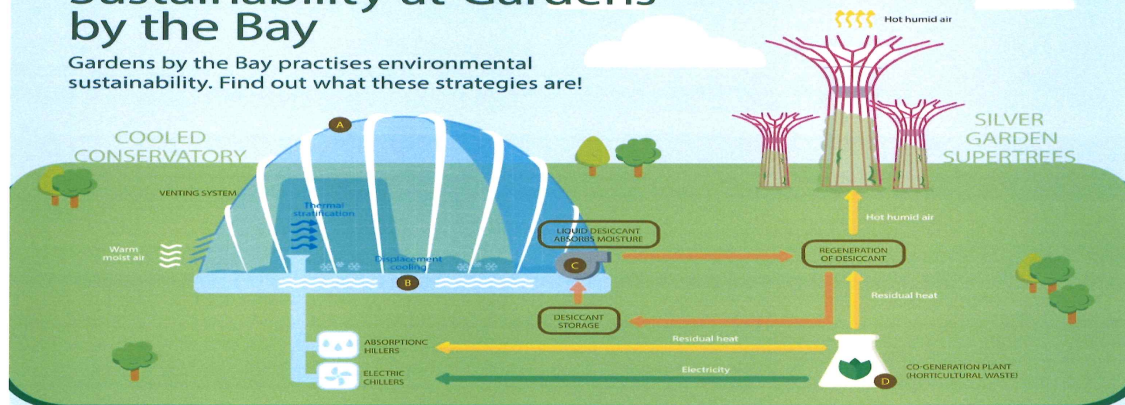 Sustainability at Gardens
by the Bay
Gardens by the Bay practises environmental
sustainability. Find out what these strategies are!
Hot humid air
COOLED
CONSERVATORY
SILVER
GARDEN
SUPERTREES
A
VENTING SYSTEM
Thermal
stratification
Warm
moist air
LIQUID DESICCANT
ABSORBS MOISTURE
C
Displacement
cooling
B
REGENERATION
OF DESICCANT
Hot humid air
Residual heat
DESICCANT
STORAGE
ABSORPTIONC
HILLERS
Residual heat
ELECTRIC
CHILLERS
Electricity
CO-GENERATION PLANT
(HORTICULTURAL WASTE)
D